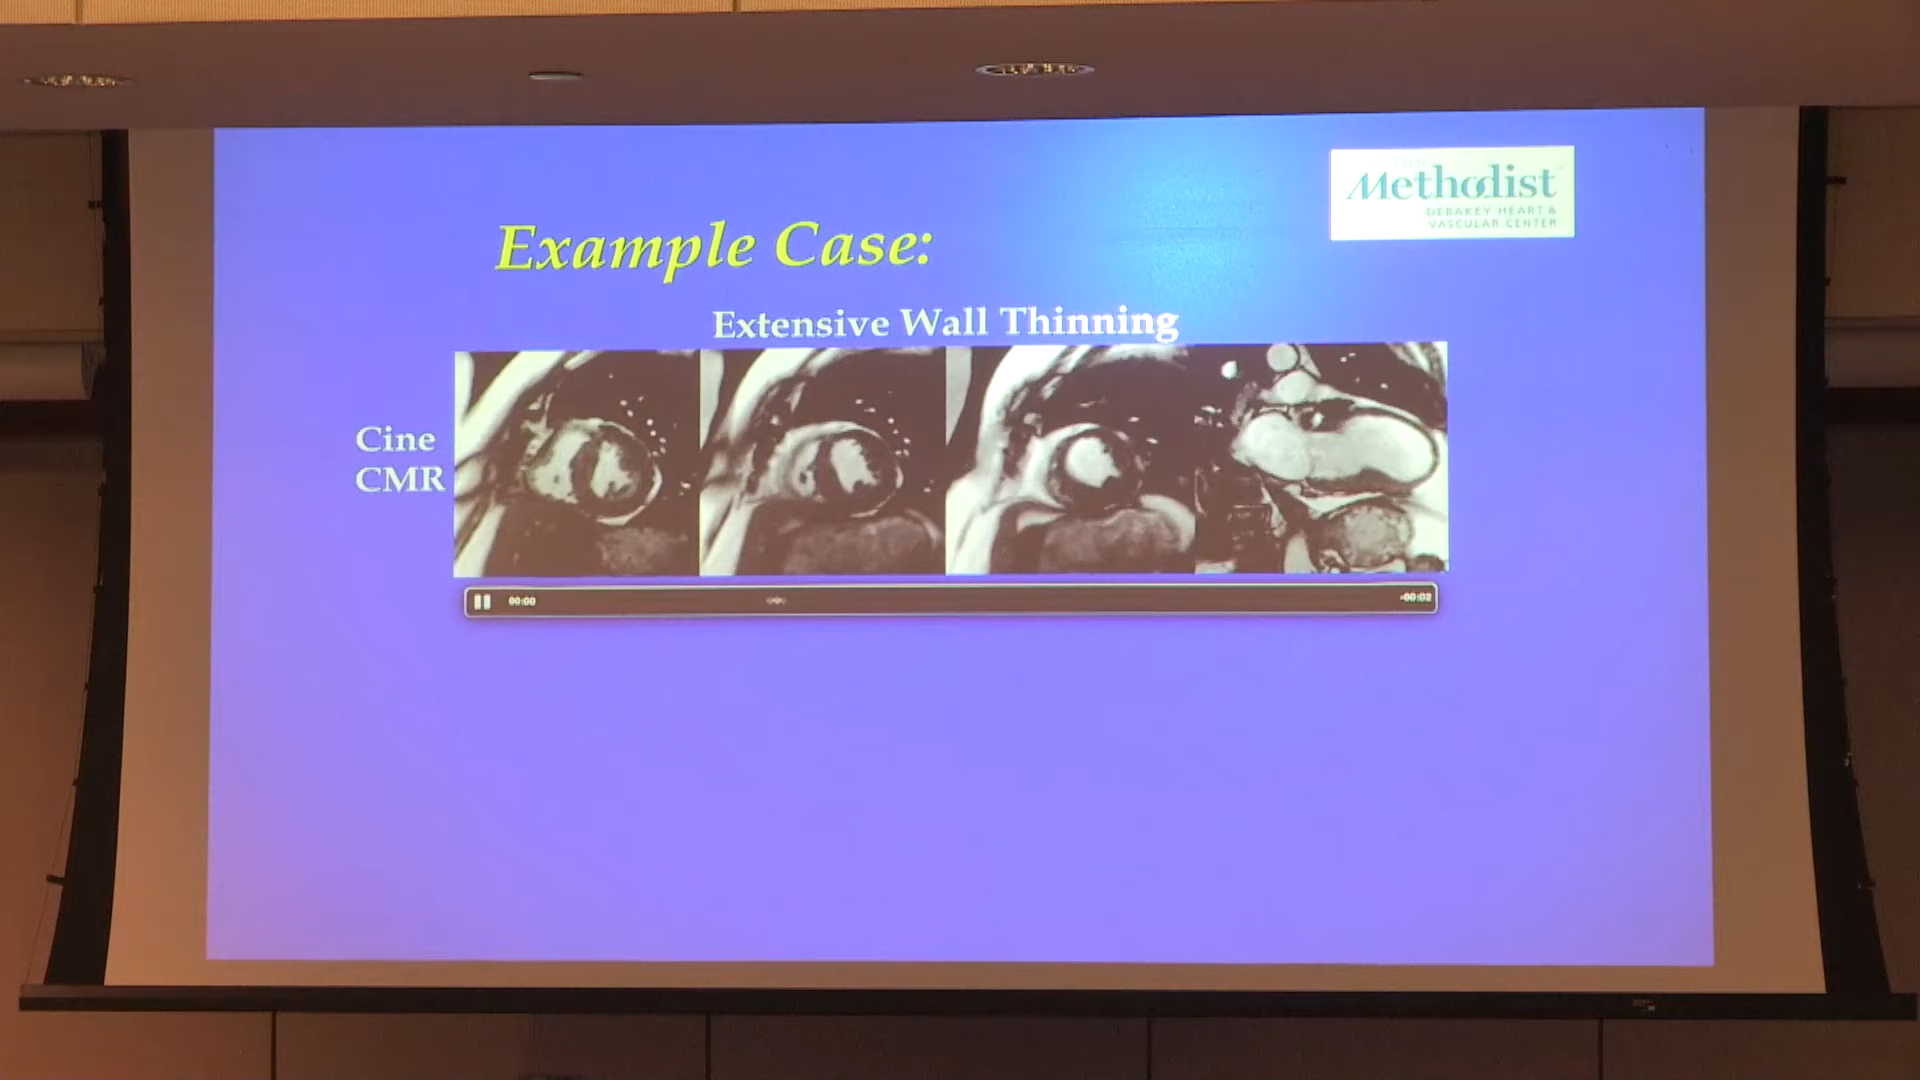 Methodist
DEBAKEY HEART &
VASCULAR CENTER
Example Case:
Extensive Wall Thinning
Cine
CMR
00:00
-00:02